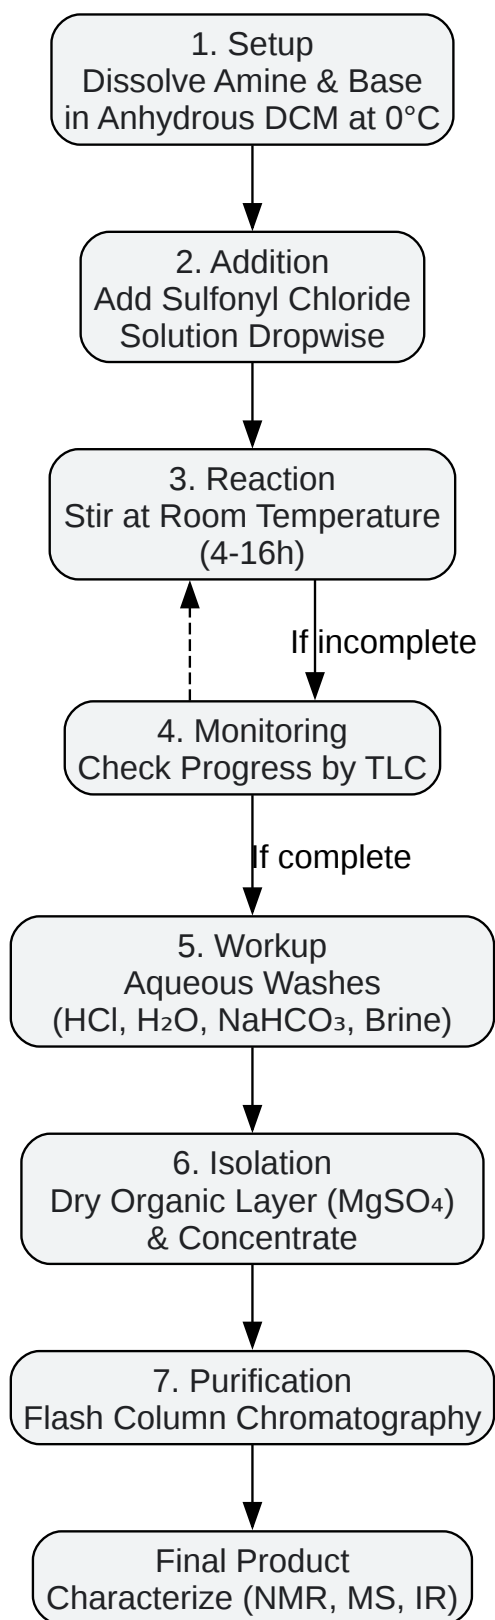 1. Setup
Dissolve Amine & Base
in Anhydrous DCM at 0°C
2. Addition
Add Sulfonyl Chloride
Solution Dropwise
3. Reaction
Stir at Room Temperature
(4-16h)
If incomplete
4. Monitoring
Check Progress by TLC
If complete
5. Workup
Aqueous Washes
(HCl, H₂O, NaHCO₃, Brine)
6. Isolation
Dry Organic Layer (MgSO₄)
& Concentrate
7. Purification
Flash Column Chromatography
Final Product
Characterize (NMR, MS, IR)